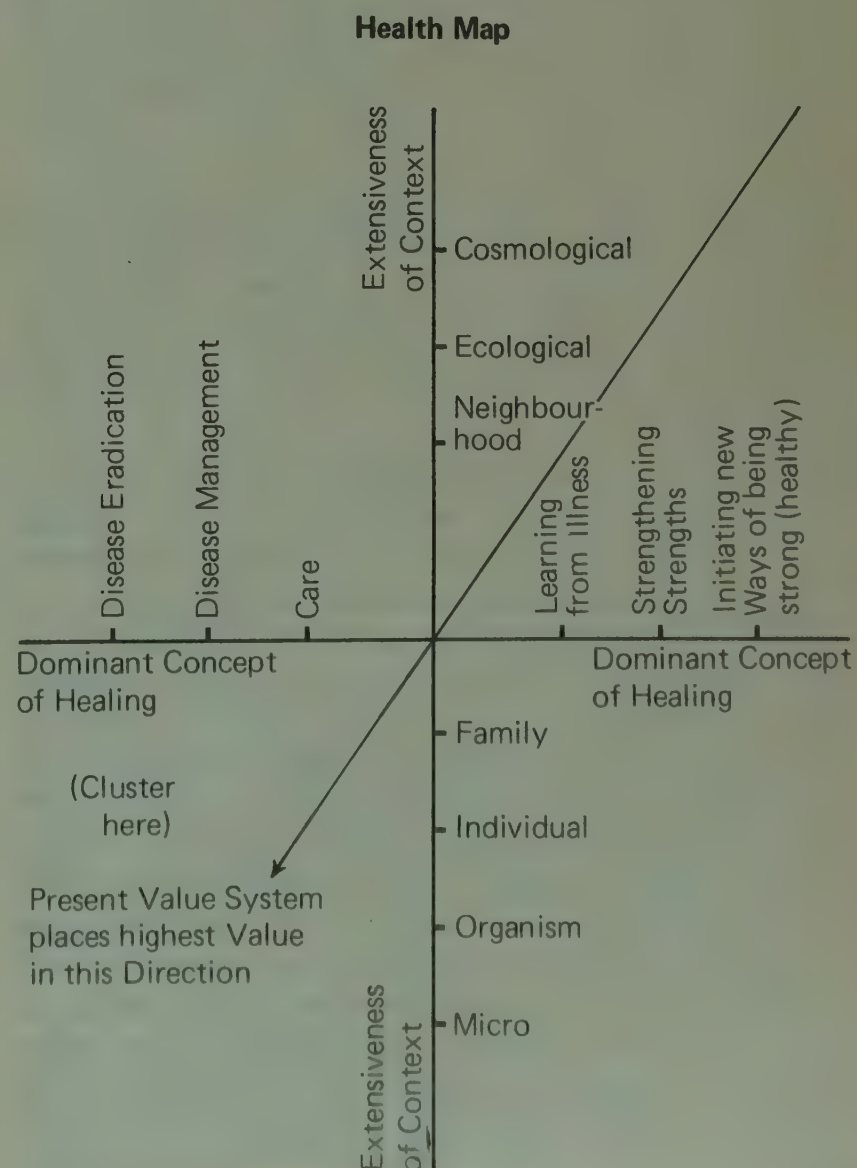 Health Map
Extensiveness
of Context
Cosmological
Ecological
Neighbour-
hood
Disease Eradication
Disease Management
Care
Learning
from Illness
Strengthening
Strengths
Initiating new
Ways of being
strong (healthy)
Dominant Concept
of Healing
Dominant Concept
of Healing
Family
(Cluster
here)
Individual
Present Value System
places highest Value
in this Direction
Organism
Micro
Extensiveness
of Context